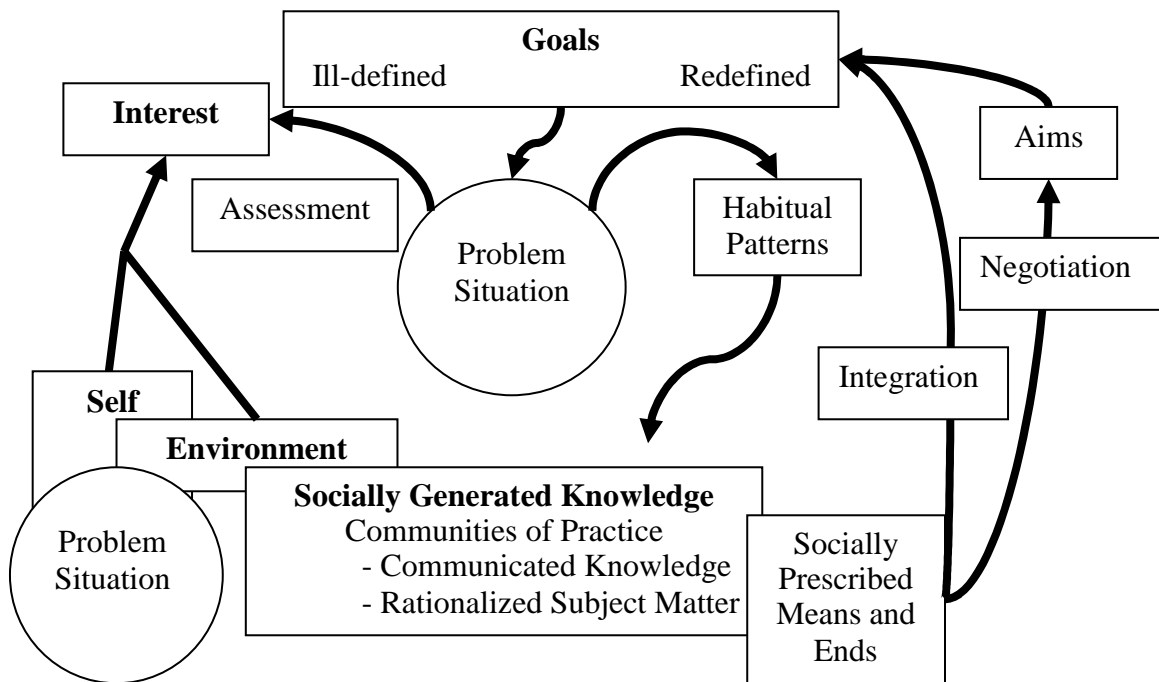 Goals
Ill-defined Redefined
Interest
Aims
Assessment
Habitual
Patterns
Problem
Situation
Negotiation
Integration
Self
Environment
Socially Generated Knowledge
Communities of Practice
- Communicated Knowledge
- Rationalized Subject Matter
Problem
Situation
Socially
Prescribed
Means and
Ends